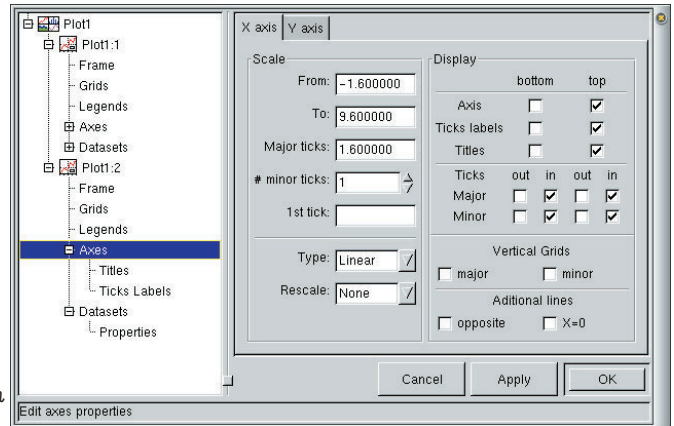 Plot1
Plot1:1
Frame
Grids
Legends
Axes
Datasets
Plot1:2
Frame
Grids
Legends
Axes
Titles
Ticks Labels
Datasets
Properties
X axis Y axis
Scale
From: -1.600000
To: 9.600000
Major ticks: 1.600000
# minor ticks: 1
1st tick:
Type: Linear
Rescale: None
Display
bottom top
Axis
Ticks labels
Titles
Ticks out in out in
Major
Minor
Vertical Grids
major minor
Aditional lines
opposite X=0
Cancel Apply OK
Edit axes properties